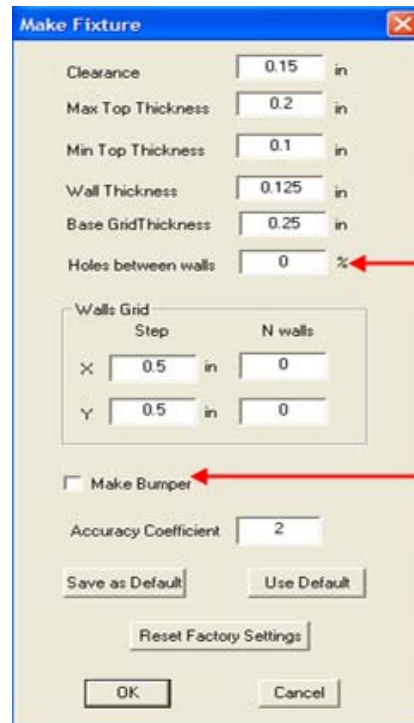 Make Fixture
Clearance 0.15 in
Max Top Thickness 0.2 in
Min Top Thickness 0.1 in
Wall Thickness 0.125 in
Base GridThickness 0.25 in
Holes between walls 0 %
Walls Grid
Step N walls
X 0.5 in 0
Y 0.5 in 0
Make Bumper
Accuracy Coefficient 2
Save as Default Use Default
Reset Factory Settings
OK Cancel